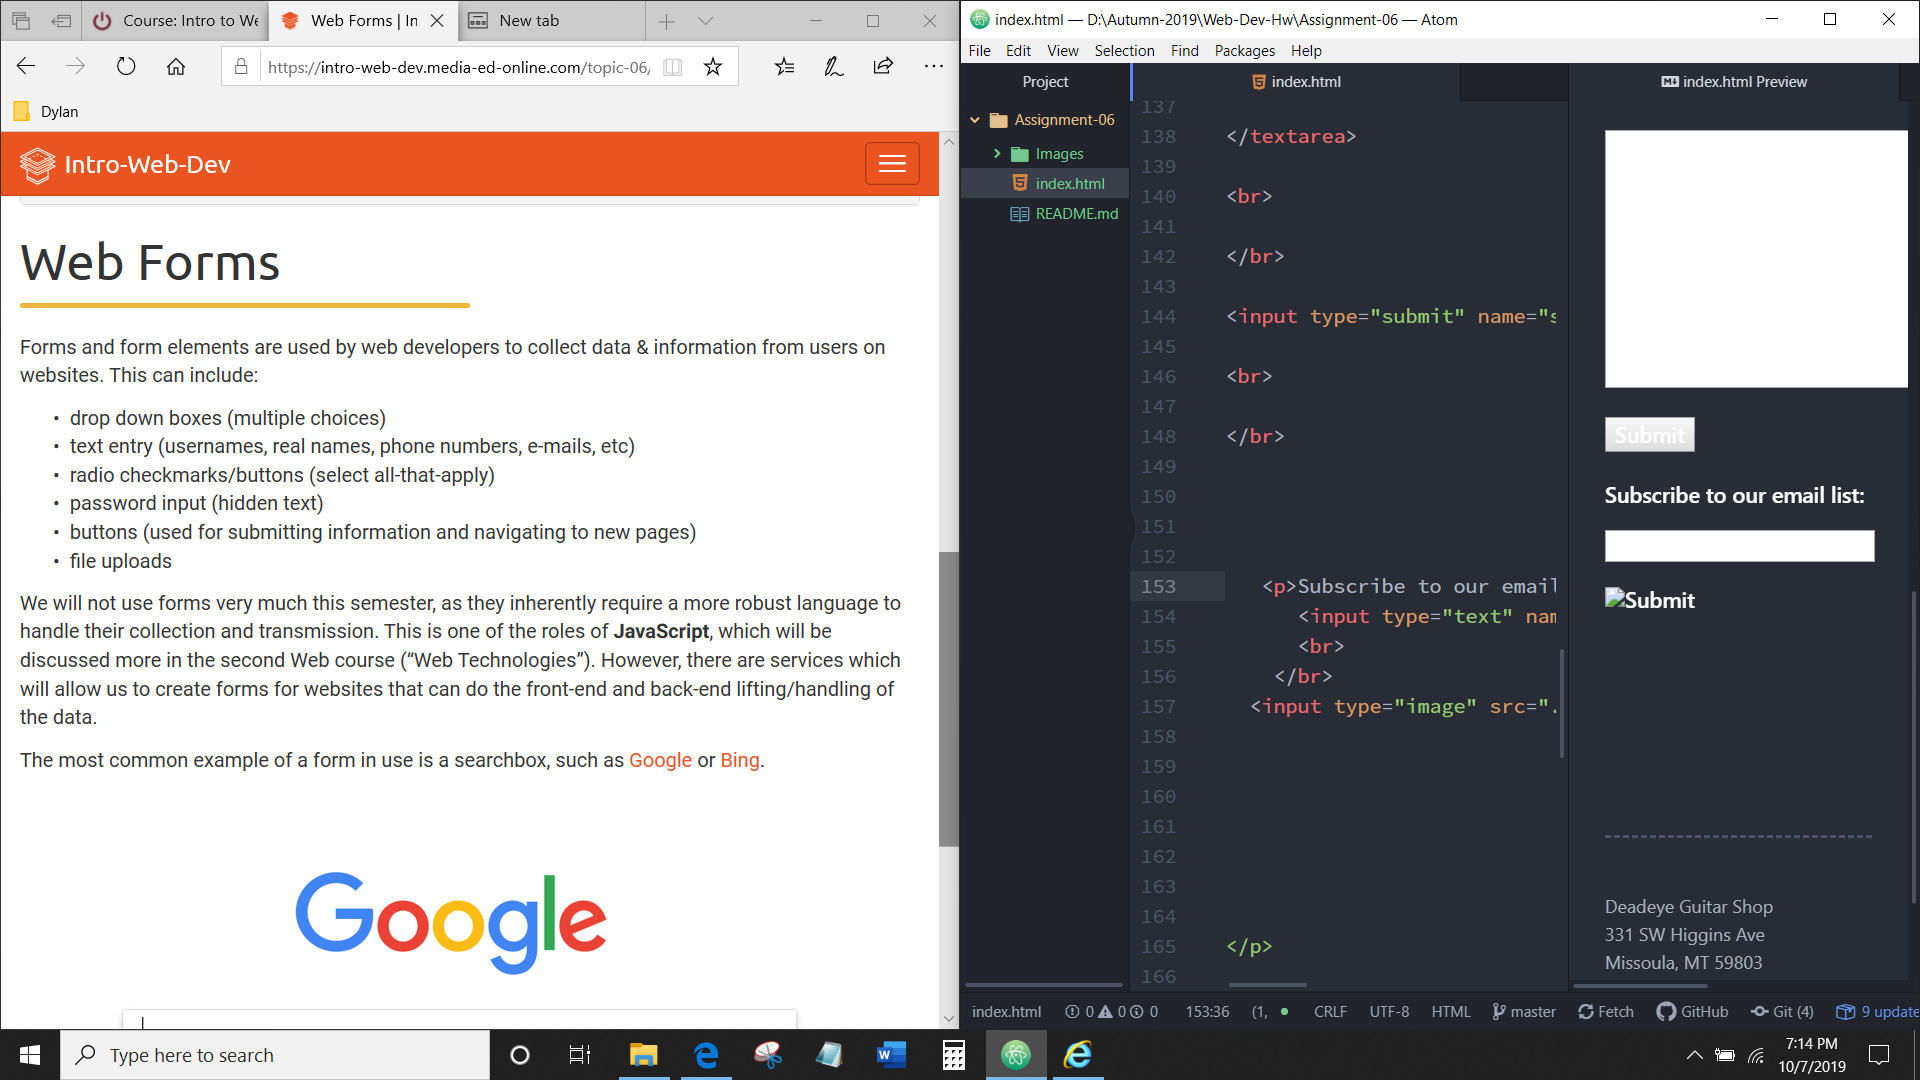 Course: Intro to We
Web Forms | In
New tab
https://intro-web-dev.media-ed-online.com/topic-06/
Dylan
Intro-Web-Dev
Web Forms
Forms and form elements are used by web developers to collect data & information from users on
websites. This can include:
• drop down boxes (multiple choices)
• text entry (usernames, real names, phone numbers, e-mails, etc)
• radio checkmarks/buttons (select all-that-apply)
• password input (hidden text)
• buttons (used for submitting information and navigating to new pages)
• file uploads
We will not use forms very much this semester, as they inherently require a more robust language to
handle their collection and transmission. This is one of the roles of JavaScript, which will be
discussed more in the second Web course (“Web Technologies”). However, there are services which
will allow us to create forms for websites that can do the front-end and back-end lifting/handling of
the data.
The most common example of a form in use is a searchbox, such as Google or Bing.
Google
index.html — D:\Autumn-2019\Web-Dev-Hw\Assignment-06 — Atom
File Edit View Selection Find Packages Help
Project
Assignment-06
Images
index.html
README.md
index.html
137
138 </textarea>
139
140 <br>
141
142 </br>
143
144 <input type="submit" name="s
145
146 <br>
147
148 </br>
149
150
151
152
153 <p>Subscribe to our email
154 <input type="text" nam
155 <br>
156 </br>
157 <input type="image" src=".
158
159
160
161
162
163
164
165 </p>
166
index.html Preview
Submit
Subscribe to our email list:
Submit
Deadeye Guitar Shop
331 SW Higgins Ave
Missoula, MT 59803
index.html 0 0 0 153:36 (1, CRLF UTF-8 HTML master Fetch GitHub Git (4) 9 update
Type here to search
7:14 PM
10/7/2019